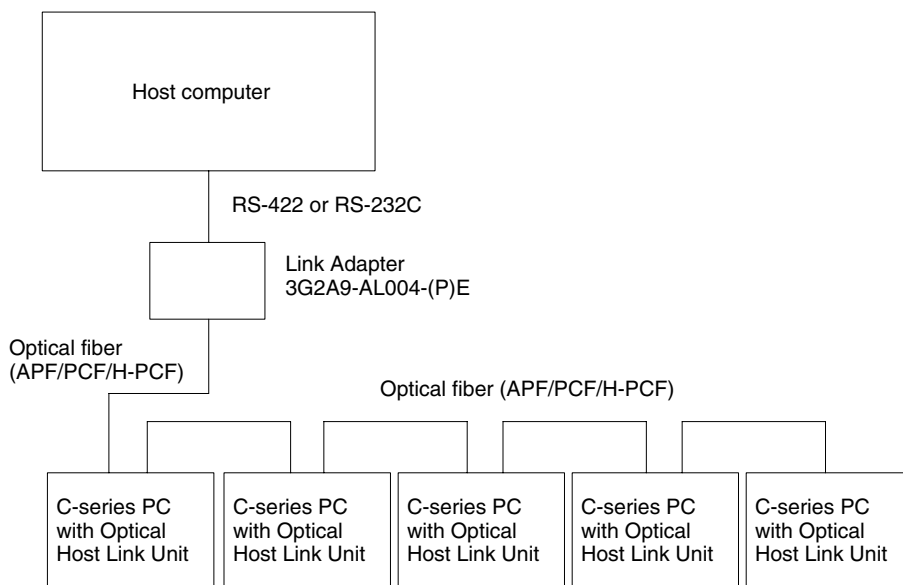 Host computer
RS-422 or RS-232C
Link Adapter
3G2A9-AL004-(P)E
Optical fiber
(APF/PCF/H-PCF)
Optical fiber (APF/PCF/H-PCF)
C-series PC
with Optical
Host Link Unit
C-series PC
with Optical
Host Link Unit
C-series PC
with Optical
Host Link Unit
C-series PC
with Optical
Host Link Unit
C-series PC
with Optical
Host Link Unit